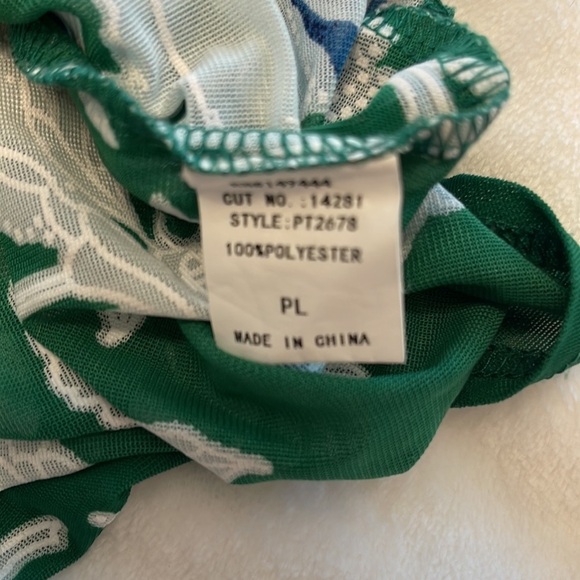 CUT NO. :14281
STYLE:PT2678
100%POLYESTER
PL
MADE IN CHINA